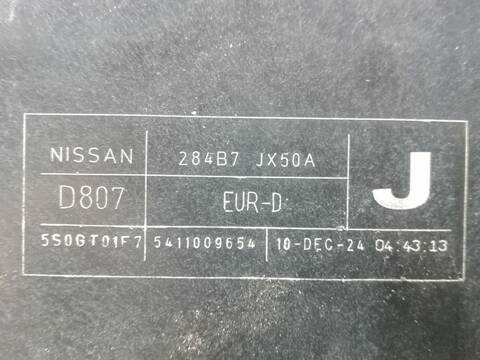 NISSAN 284B7 JX50A J
D807 EUR-D
5S0GT01F7 5411009654 10-DEC-24 04:43:13